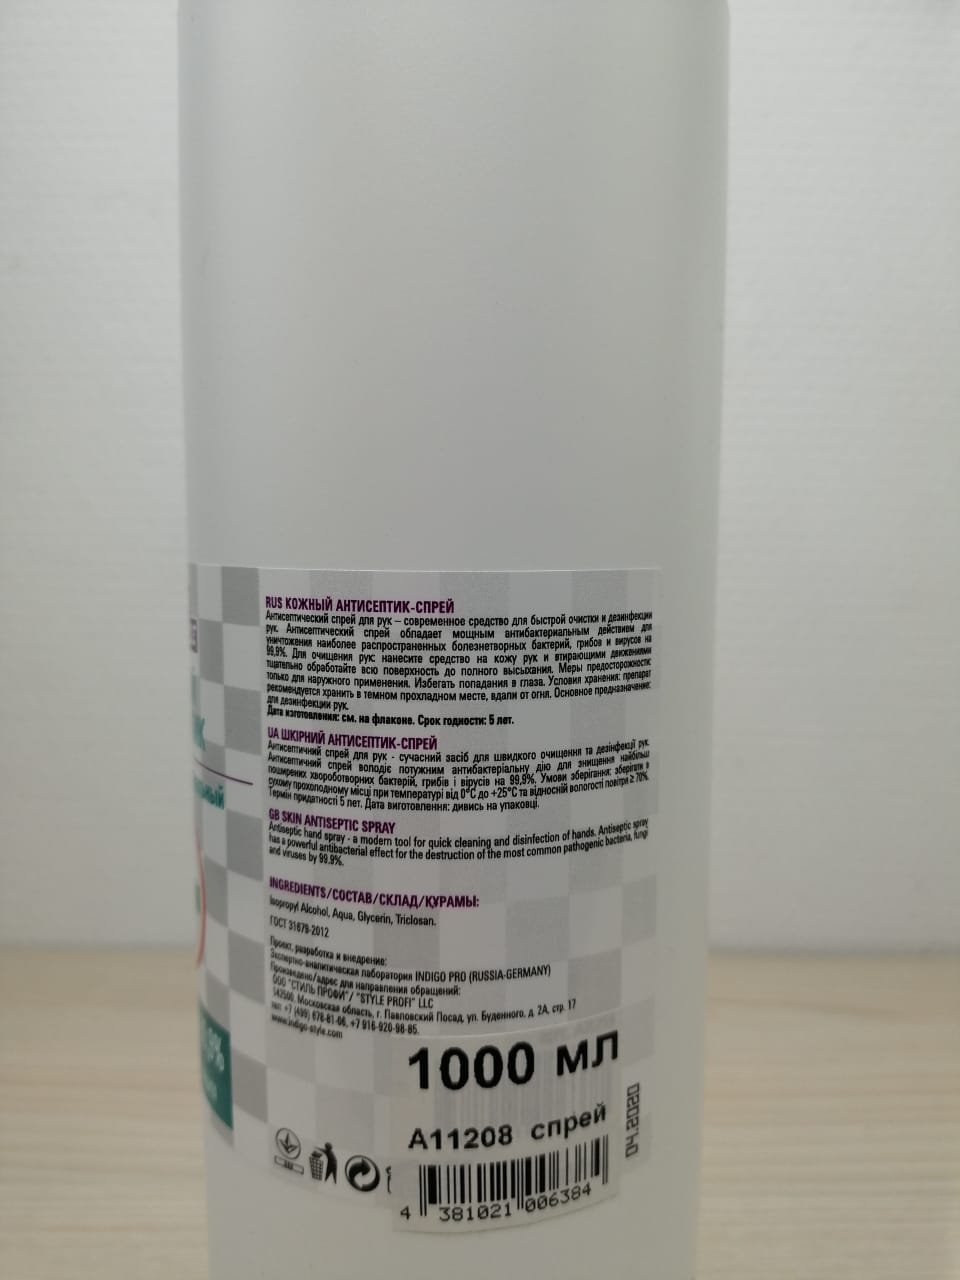 RUS КОЖНЫЙ АНТИСЕПТИК-СПРЕЙ
Антисептический спрей для рук – современное средство для быстрой очистки и дезинфекции
рук. Антисептический спрей обладает мощным антибактериальным действием для
уничтожения наиболее распространенных болезнетворных бактерий, грибов и вирусов на
99,9%. Для очищения рук: нанесите средство на кожу рук и втирающими движениями
тщательно обработайте всю поверхность до полного высыхания. Меры предосторожности:
только для наружного применения. Избегать попадания в глаза. Условия хранения: препарат
рекомендуется хранить в темном прохладном месте, вдали от огня. Основное предназначение:
для дезинфекции рук.
Дата изготовления: см. на флаконе. Срок годности: 5 лет.
UA ШКІРНИЙ АНТИСЕПТИК-СПРЕЙ
Антисептичний спрей для рук - сучасний засіб для швидкого очищення та дезінфекції рук.
Антисептичний спрей володіє потужним антибактеріальну дію для знищення найбільш
поширених хвороботворних бактерій, грибів і вірусів на 99,9%. Умови зберігання: зберігати в
сухому прохолодному місці при температурі від 0°С до +25°С та відносній вологості повітря ≥ 70%.
Термін придатності 5 лет. Дата виготовлення: дивись на упаковці.
GB SKIN ANTISEPTIC SPRAY
Antiseptic hand spray - a modern tool for quick cleaning and disinfection of hands. Antiseptic spray
has a powerful antibacterial effect for the destruction of the most common pathogenic bacteria, fungi
and viruses by 99.9%.
INGREDIENTS/СОСТАВ/СКЛАД/ҚҰРАМЫ:
Isopropyl Alcohol, Aqua, Glycerin, Triclosan.
ГОСТ 31679-2012
Проект, разработка и внедрение:
Экспертно-аналитическая лаборатория INDIGO PRO (RUSSIA-GERMANY)
Произведено/адрес для направления обращений:
ООО "СТИЛЬ ПРОФИ"/ "STYLE PROFI" LLC
142500, Московская область, г. Павловский Посад, ул. Буденного, д. 2А, стр. 17
тел: +7 (499) 678-81-06, +7 916-920-98-85.
www.indigo-style.com
1000 мл
А11208 спрей
04.2020
4 381021 006384